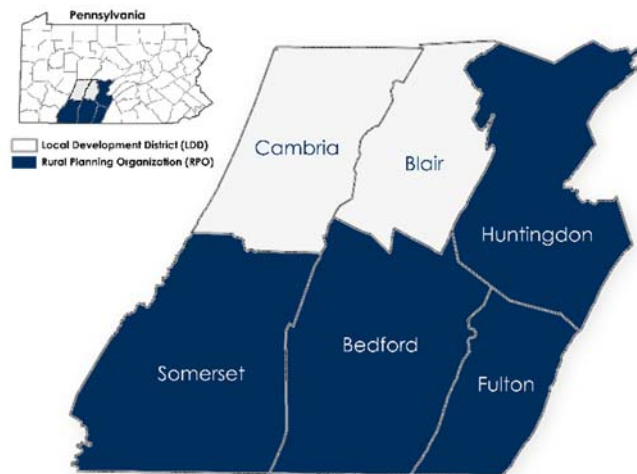 Pennsylvania
Local Development District (LDD)
Rural Planning Organization (RPO)
Cambria
Blair
Huntingdon
Somerset
Bedford
Fulton